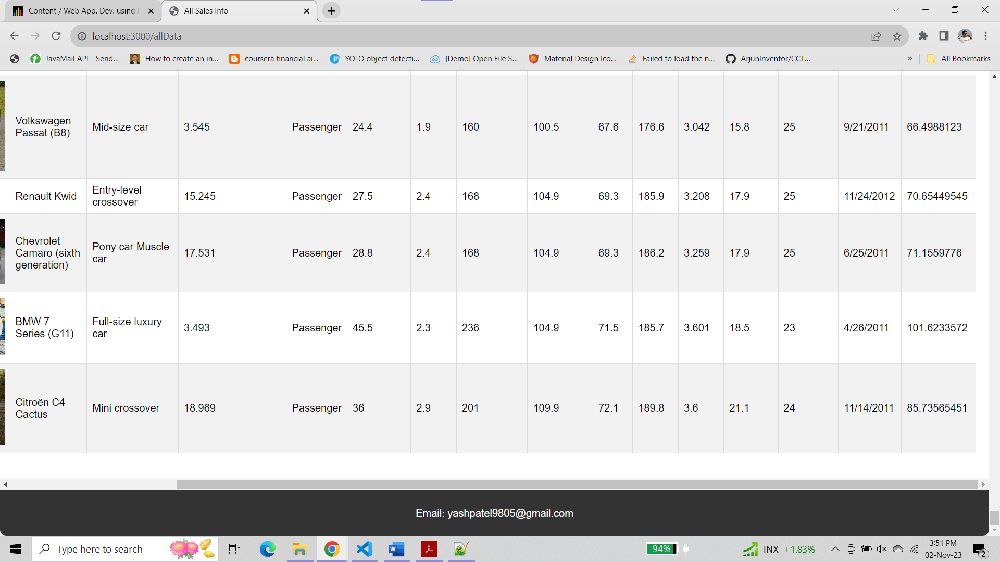 Content / Web App. Dev. using
All Sales Info
localhost:3000/allData
JavaMail API - Send...
How to create an in...
coursera financial ai...
YOLO object detecti...
[Demo] Open File S...
Material Design Ico...
Failed to load the n...
ArjunInventor/CCT...
»
All Bookmarks
Volkswagen
Passat (B8)
Mid-size car
3.545
Passenger
24.4
1.9
160
100.5
67.6
176.6
3.042
15.8
25
9/21/2011
66.4988123
Renault Kwid
Entry-level
crossover
15.245
Passenger
27.5
2.4
168
104.9
69.3
185.9
3.208
17.9
25
11/24/2012
70.65449545
Chevrolet
Camaro (sixth
generation)
Pony car Muscle
car
17.531
Passenger
28.8
2.4
168
104.9
69.3
186.2
3.259
17.9
25
6/25/2011
71.1559776
BMW 7
Series (G11)
Full-size luxury
car
3.493
Passenger
45.5
2.3
236
104.9
71.5
185.7
3.601
18.5
23
4/26/2011
101.6233572
Citroën C4
Cactus
Mini crossover
18.969
Passenger
36
2.9
201
109.9
72.1
189.8
3.6
21.1
24
11/14/2011
85.73565451
Email: yashpatel9805@gmail.com
Type here to search
94%
INX +1.83%
3:51 PM
02-Nov-23
2